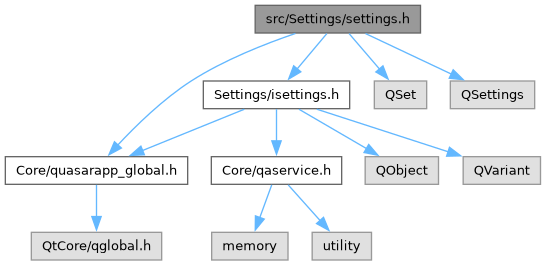 src/Settings/settings.h
Settings/isettings.h
QSet
QSettings
Core/quasarapp_global.h
Core/qaservice.h
QObject
QVariant
QtCore/qglobal.h
memory
utility